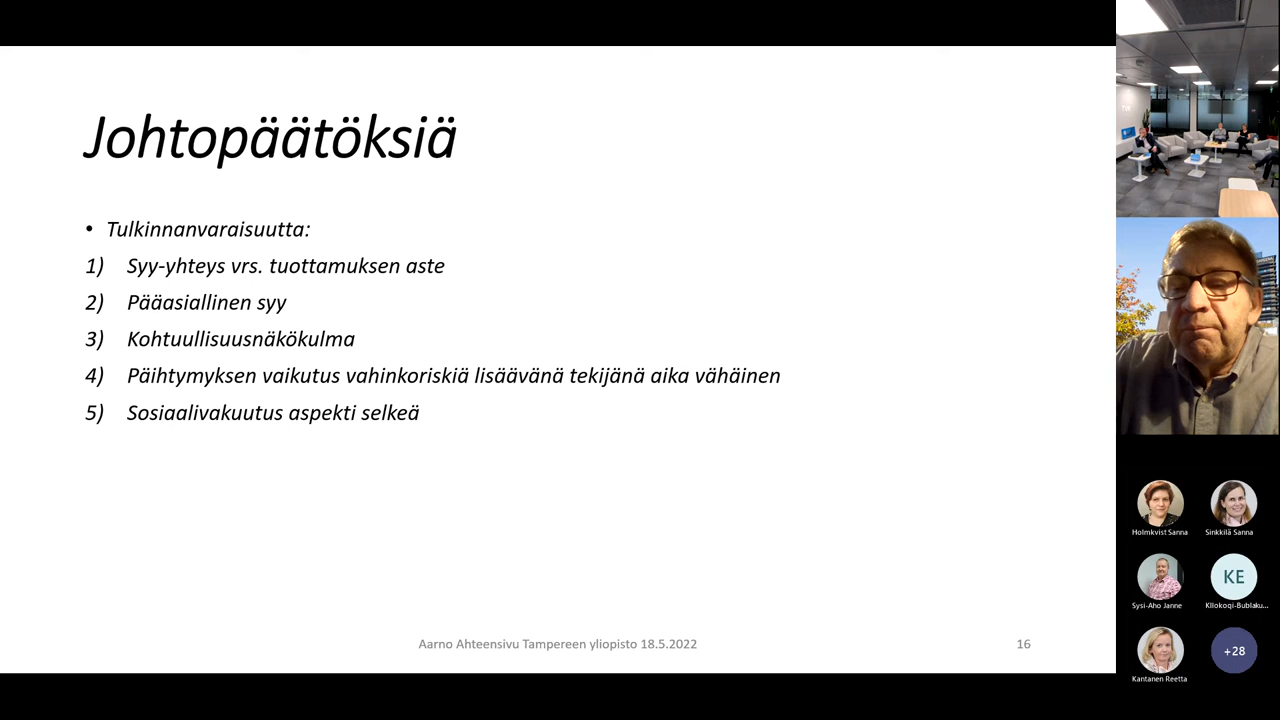 Johtopäätöksiä
• Tulkinnanvaraisuutta:
1) Syy-yhteys vrs. tuottamuksen aste
2) Pääasiallinen syy
3) Kohtuullisuusnäkökulma
4) Päihtymyksen vaikutus vahinkoriskiä lisäävänä tekijänä aika vähäinen
5) Sosiaalivakuutus aspekti selkeä
Aarno Ahteensivu Tampereen yliopisto 18.5.2022
16
Holmkvist Sanna
Sinkkilä Sanna
Sysi-Aho Janne
KE
Kllokoqi-Bublaku...
Kantanen Reetta
+28